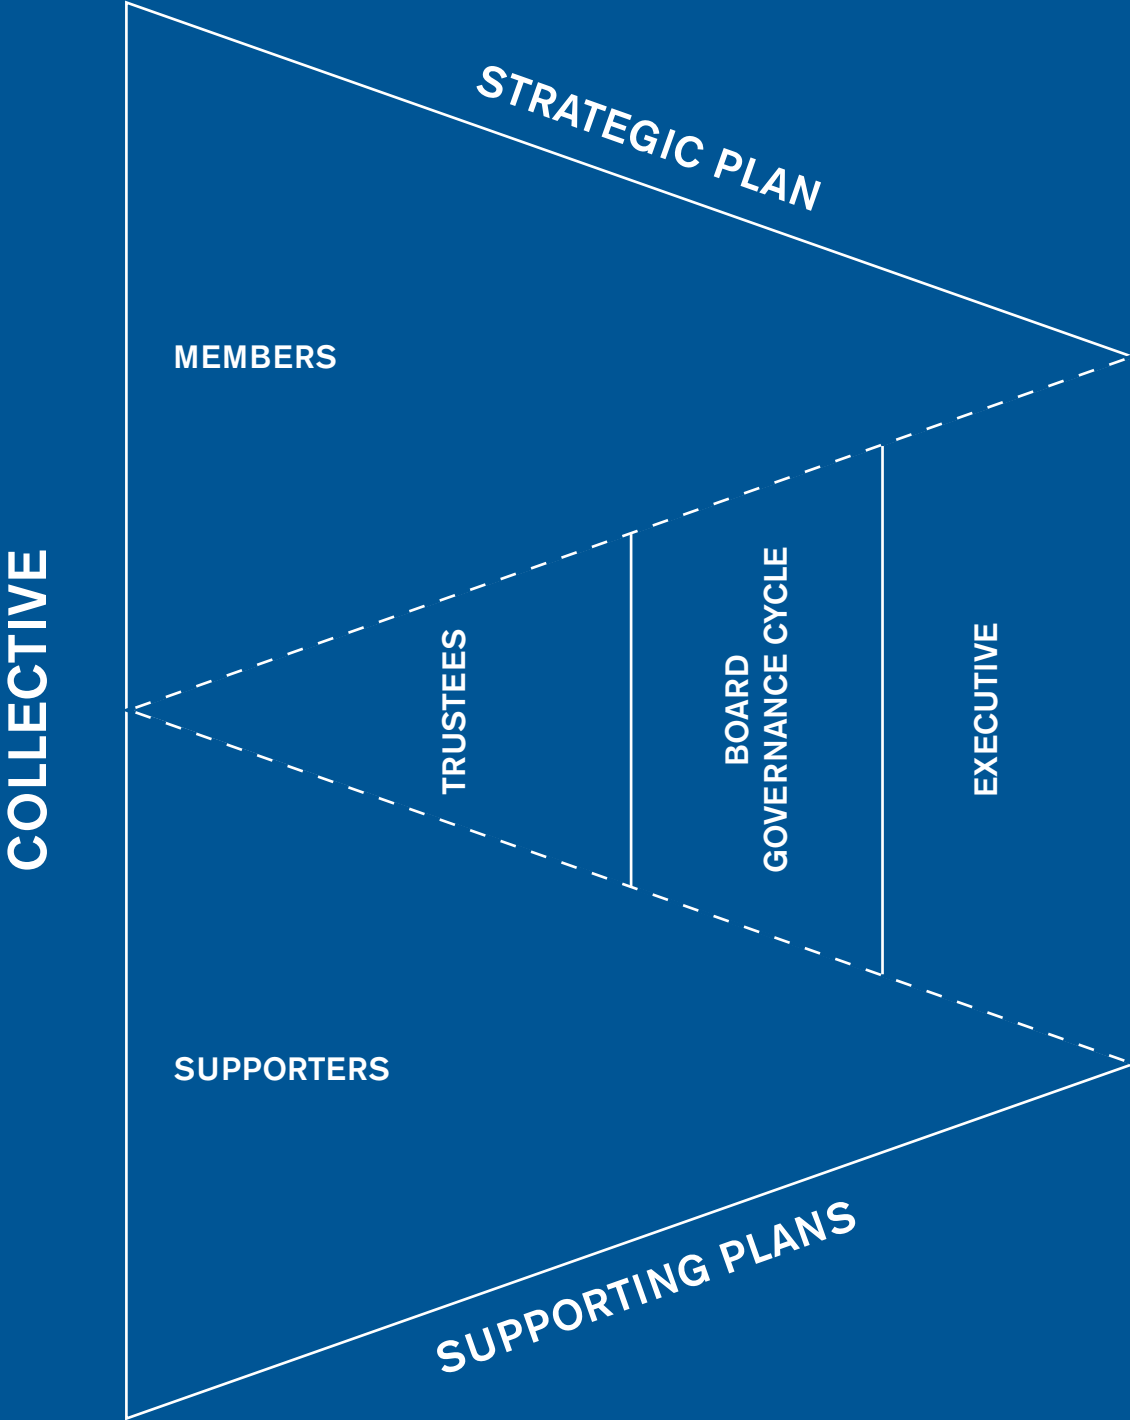 STRATEGIC PLAN
MEMBERS
COLLECTIVE
TRUSTEES
BOARD
GOVERNANCE CYCLE
EXECUTIVE
SUPPORTERS
SUPPORTING PLANS